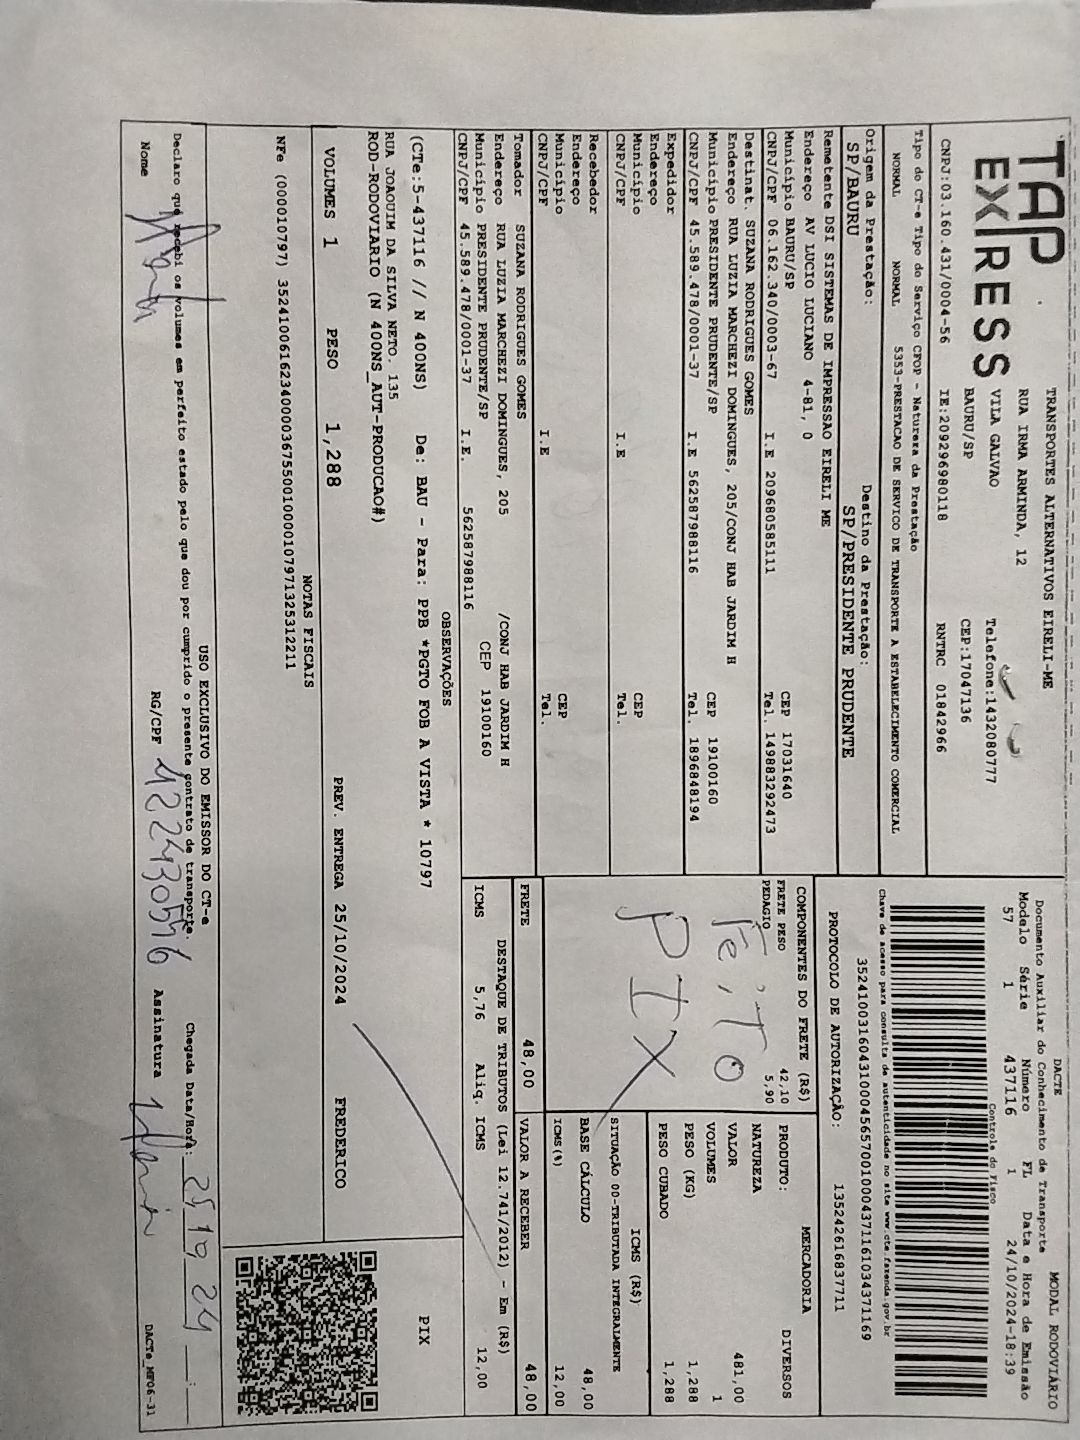 TAP
EXPRESS
TRANSPORTES ALTERNATIVOS EIRELI-ME
RUA IRMA ARMINDA, 12
VILA GALVAO
BAURU/SP
Telefone:1432080777
CEP:17047136
CNPJ:03.160.431/0004-56 IE:209296980118 RNTRC 01842966
DACTE MODAL RODOVIÁRIO
Documento Auxiliar do Conhecimento de Transporte
Modelo Série Número FL Data e Hora de Emissão
57 1 437116 1 24/10/2024-18:39
Controle do Fisco
35241003160431000456570010004371161034371169
Chave de acesso para consulta de autenticidade no site www.cte.fazenda.gov.br
PROTOCOLO DE AUTORIZAÇÃO: 135242616837711
Tipo do CT-e Tipo do Serviço CFOP - Natureza da Prestação
NORMAL NORMAL 5353-PRESTACAO DE SERVICO DE TRANSPORTE A ESTABELECIMENTO COMERCIAL
Origem da Prestação: Destino da Prestação:
SP/BAURU SP/PRESIDENTE PRUDENTE
Remetente DSI SISTEMAS DE IMPRESSAO EIRELI ME
Endereço AV LUCIO LUCIANO 4-81, 0
Município BAURU/SP CEP 17031640
CNPJ/CPF 06.162.340/0003-67 I.E 209680585111 Tel. 149883292473
Destinat. SUZANA RODRIGUES GOMES
Endereço RUA LUZIA MARCHEZI DOMINGUES, 205/CONJ HAB JARDIM H
Município PRESIDENTE PRUDENTE/SP CEP 19100160
CNPJ/CPF 45.589.478/0001-37 I.E 562587988116 Tel. 1896848194
Expedidor
Endereço
Município CEP
CNPJ/CPF I.E Tel.
Recebedor
Endereço
Município CEP
CNPJ/CPF I.E Tel.
Tomador SUZANA RODRIGUES GOMES
Endereço RUA LUZIA MARCHEZI DOMINGUES, 205 /CONJ HAB JARDIM H
Município PRESIDENTE PRUDENTE/SP CEP 19100160
CNPJ/CPF 45.589.478/0001-37 I.E. 562587988116
COMPONENTES DO FRETE (R$)
FRETE PESO 42,10
PEDAGIO 5,90
FeiTO
PIX
PRODUTO: MERCADORIA
NATUREZA DIVERSOS
VALOR 481,00
VOLUMES 1
PESO (KG) 1,288
PESO CUBADO 1,288
ICMS (R$)
SITUAÇÃO 00-TRIBUTADA INTEGRALMENTE
BASE CÁLCULO 48,00
ICMS(%) 12,00
FRETE 48,00 VALOR A RECEBER 48,00
DESTAQUE DE TRIBUTOS (Lei 12.741/2012) - Em (R$)
ICMS 5,76 Aliq. ICMS 12,00
OBSERVAÇÕES
(CTe:5-437116 // N 400NS) De: BAU - Para: PPB *PGTO FOB A VISTA * 10797
RUA JOAQUIM DA SILVA NETO. 135
ROD-RODOVIARIO (N 400NS_AUT-PRODUCAO#)
PIX
VOLUMES 1 PESO 1,288 PREV. ENTREGA 25/10/2024 FREDERICO
NOTAS FISCAIS
NFe (000010797) 35241006162340000367550010000107971325312211
USO EXCLUSIVO DO EMISSOR DO CT-e
Declaro que recebi os volumes em perfeito estado pelo que dou por cumprido o presente contrato de transporte. Chegada Data/Hora: 25 10 24 :
Nome RG/CPF 422430576 Assinatura
DACTe_MF06-31